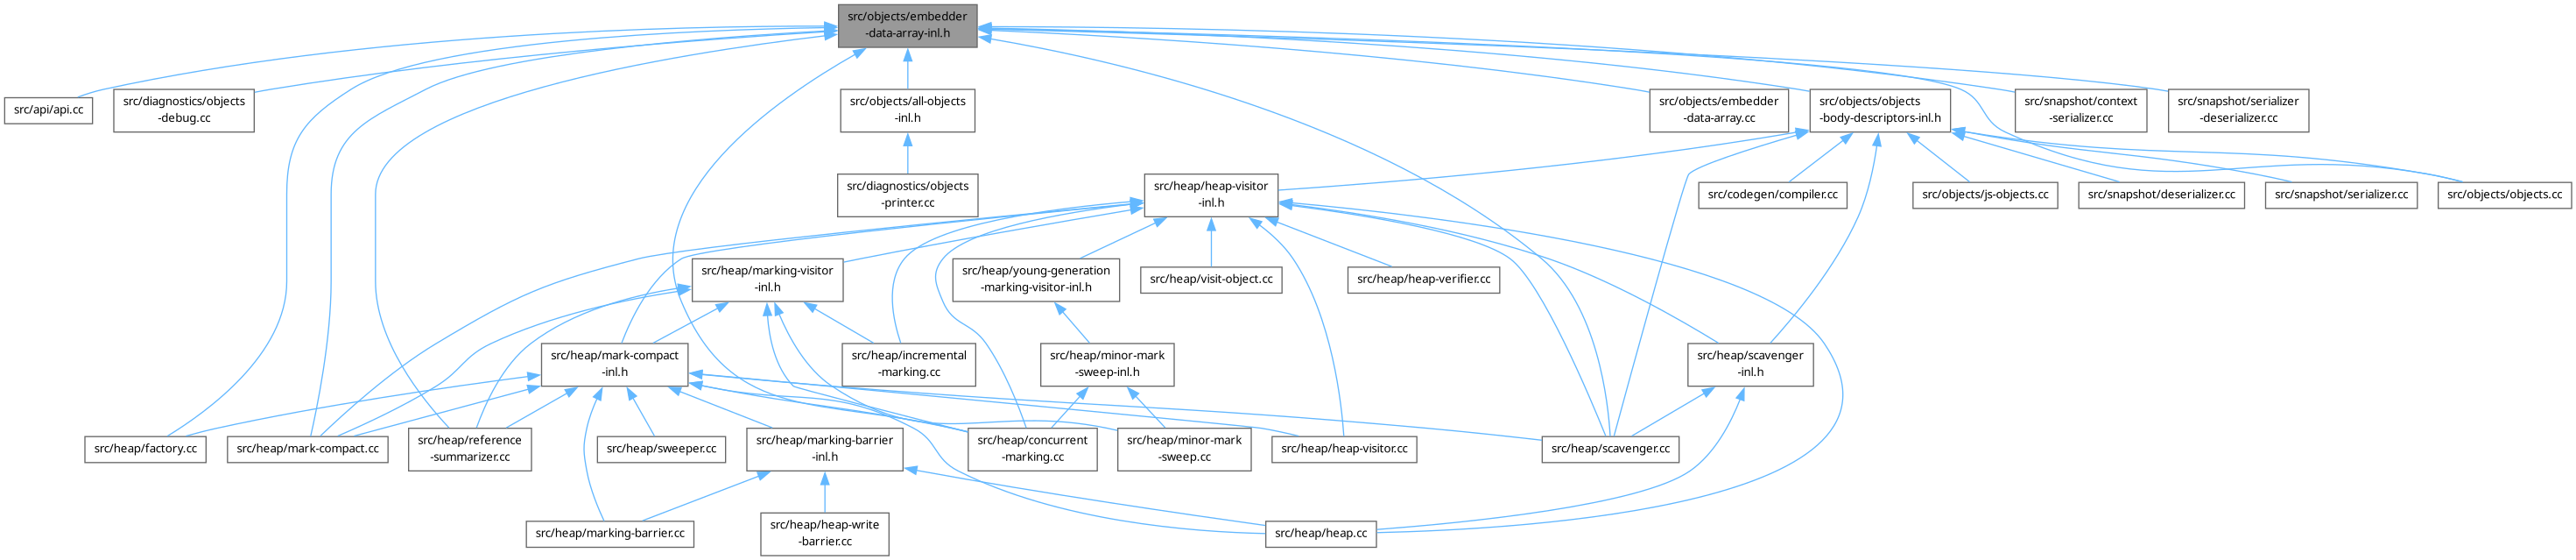 src/objects/embedder
-data-array-inl.h
src/api/api.cc
src/diagnostics/objects
-debug.cc
src/objects/all-objects
-inl.h
src/objects/embedder
-data-array.cc
src/objects/objects
-body-descriptors-inl.h
src/snapshot/context
-serializer.cc
src/snapshot/serializer
-deserializer.cc
src/diagnostics/objects
-printer.cc
src/heap/heap-visitor
-inl.h
src/codegen/compiler.cc
src/objects/js-objects.cc
src/snapshot/deserializer.cc
src/snapshot/serializer.cc
src/objects/objects.cc
src/heap/marking-visitor
-inl.h
src/heap/young-generation
-marking-visitor-inl.h
src/heap/visit-object.cc
src/heap/heap-verifier.cc
src/heap/mark-compact
-inl.h
src/heap/incremental
-marking.cc
src/heap/minor-mark
-sweep-inl.h
src/heap/scavenger
-inl.h
src/heap/factory.cc
src/heap/mark-compact.cc
src/heap/reference
-summarizer.cc
src/heap/sweeper.cc
src/heap/marking-barrier
-inl.h
src/heap/concurrent
-marking.cc
src/heap/minor-mark
-sweep.cc
src/heap/heap-visitor.cc
src/heap/scavenger.cc
src/heap/marking-barrier.cc
src/heap/heap-write
-barrier.cc
src/heap/heap.cc